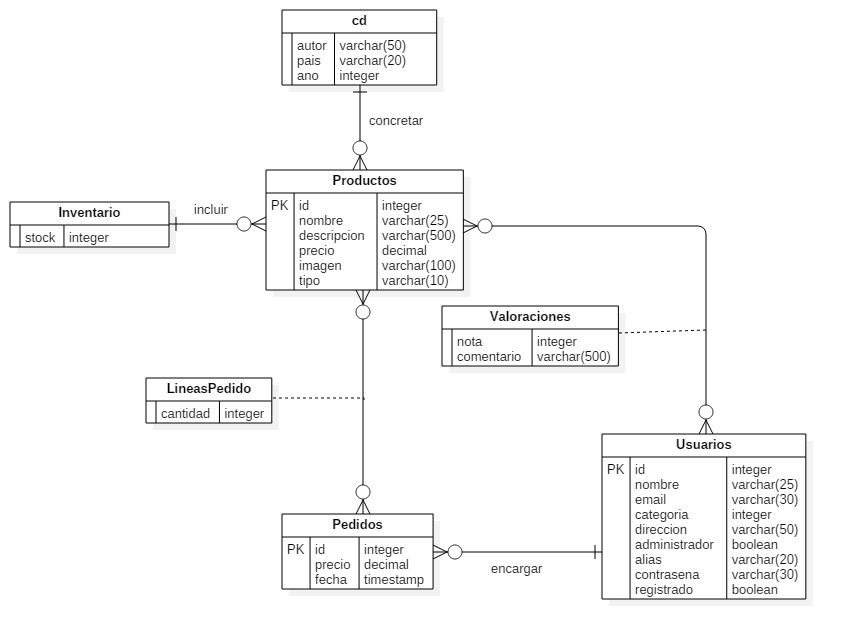 cd
autor varchar(50)
pais varchar(20)
ano integer
concretar
Productos
PK id integer
nombre varchar(25)
descripcion varchar(500)
precio decimal
imagen varchar(100)
tipo varchar(10)
Inventario
stock integer
incluir
Valoraciones
nota integer
comentario varchar(500)
LineasPedido
cantidad integer
Usuarios
PK id integer
nombre varchar(25)
email varchar(30)
categoria integer
direccion varchar(50)
administrador boolean
alias varchar(20)
contrasena varchar(30)
registrado boolean
Pedidos
PK id integer
precio decimal
fecha timestamp
encargar